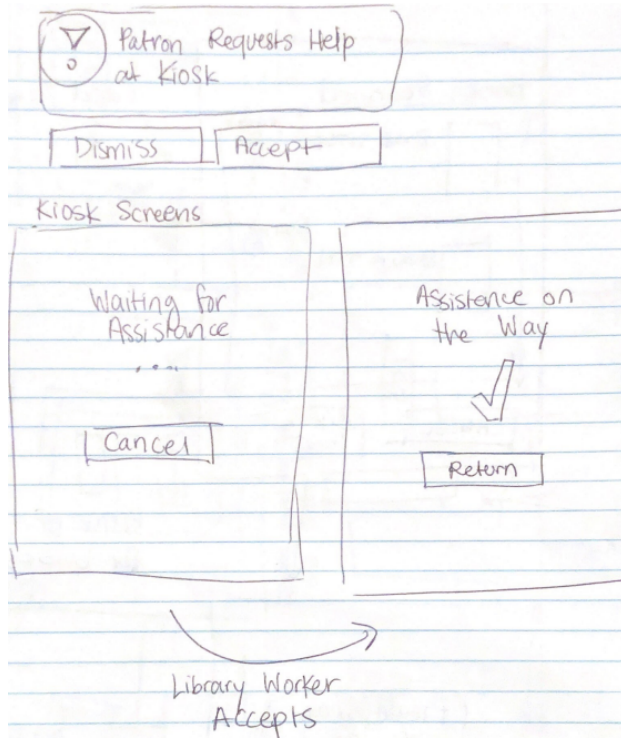 Patron Requests Help
at Kiosk
Dismiss
Accept
Kiosk Screens
Waiting for
Assistance
....
Cancel
Assistence on
the Way
Return
Library Worker
Accepts